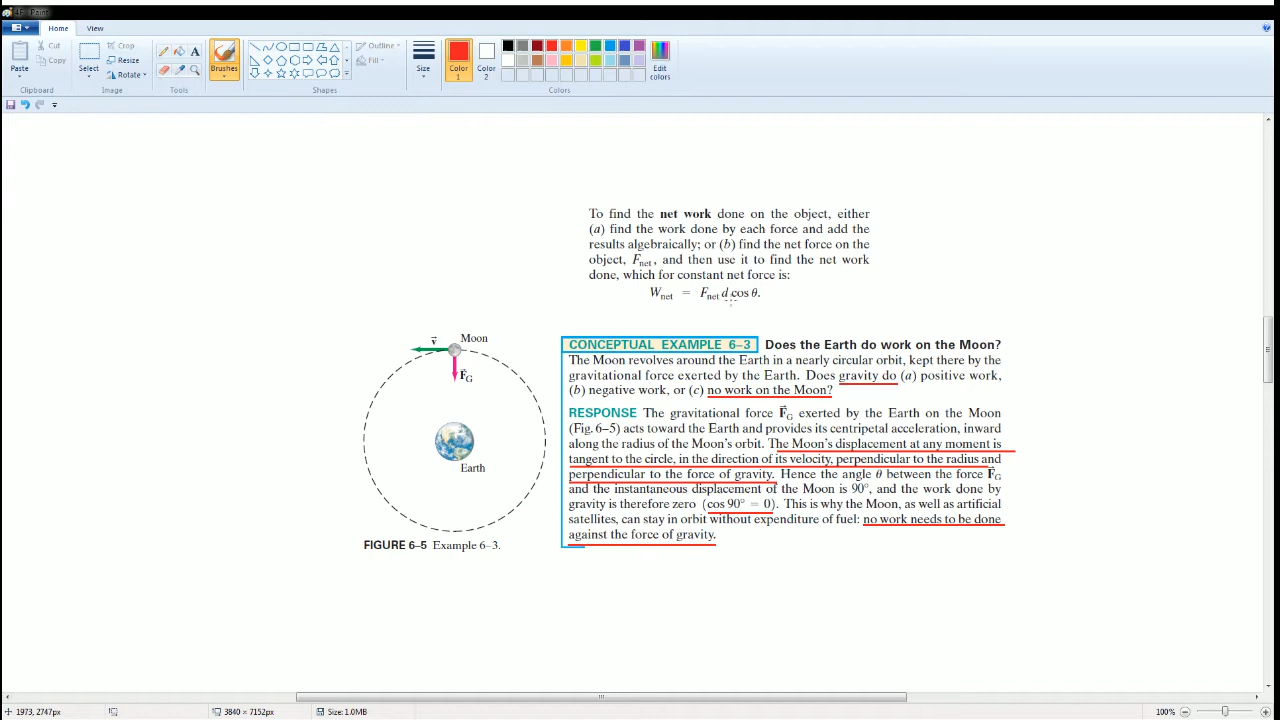 4E - Paint
Home
View
Paste
Cut
Copy
Clipboard
Select
Crop
Resize
Rotate
Image
Tools
Brushes
Outline
Fill
Shapes
Size
Color 1
Color 2
Edit colors
Colors
To find the net work done on the object, either
(a) find the work done by each force and add the
results algebraically; or (b) find the net force on the
object, Fnet, and then use it to find the net work
done, which for constant net force is:
Wnet = Fnet d cos θ.
v
Moon
FG
Earth
FIGURE 6–5 Example 6–3.
CONCEPTUAL EXAMPLE 6–3 Does the Earth do work on the Moon?
The Moon revolves around the Earth in a nearly circular orbit, kept there by the
gravitational force exerted by the Earth. Does gravity do (a) positive work,
(b) negative work, or (c) no work on the Moon?
RESPONSE The gravitational force FG exerted by the Earth on the Moon
(Fig. 6–5) acts toward the Earth and provides its centripetal acceleration, inward
along the radius of the Moon's orbit. The Moon's displacement at any moment is
tangent to the circle, in the direction of its velocity, perpendicular to the radius and
perpendicular to the force of gravity. Hence the angle θ between the force FG
and the instantaneous displacement of the Moon is 90°, and the work done by
gravity is therefore zero (cos 90° = 0). This is why the Moon, as well as artificial
satellites, can stay in orbit without expenditure of fuel: no work needs to be done
against the force of gravity.
1973, 2747px
3840 × 7152px
Size: 1.0MB
100%